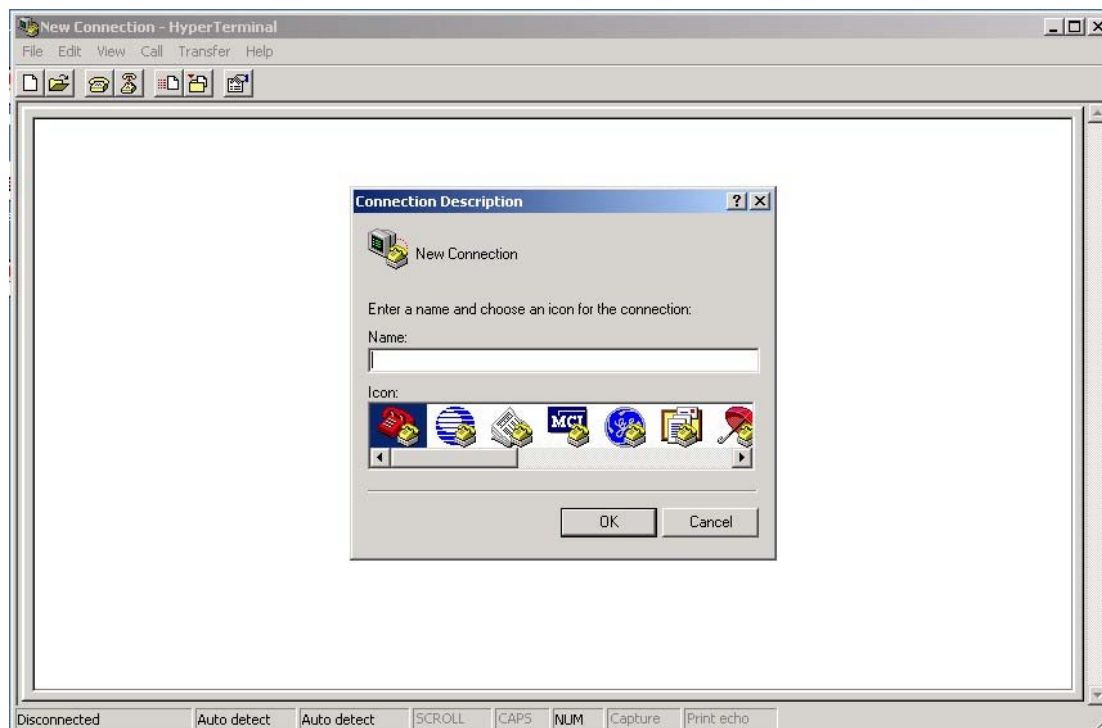 New Connection - HyperTerminal
File Edit View Call Transfer Help
Connection Description
New Connection
Enter a name and choose an icon for the connection:
Name:
Icon:
MCI
OK Cancel
Disconnected Auto detect Auto detect SCROLL CAPS NUM Capture Print echo